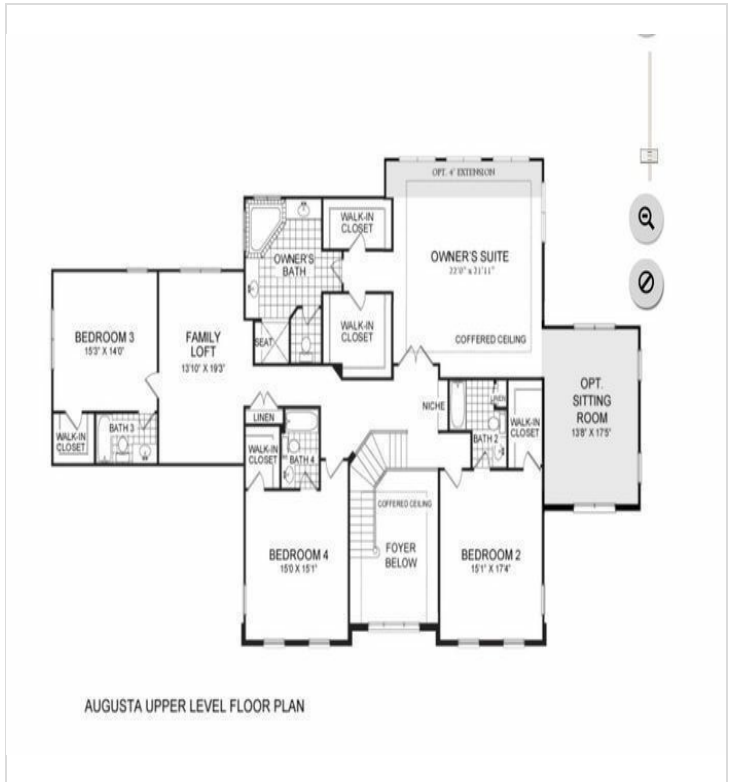 OPT. 4' EXTENSION
WALK-IN
CLOSET
OWNER'S
BATH
OWNER'S SUITE
22'0" x 21'11"
WALK-IN
CLOSET
SEAT
COFFERED CEILING
BEDROOM 3
15'3" X 14'0"
FAMILY
LOFT
13'10" X 19'3"
OPT.
SITTING
ROOM
13'8" X 17'5"
LINEN
NICHE
LINEN
WALK-IN
CLOSET
BATH 2
WALK-IN
CLOSET
BATH 3
WALK-IN
CLOSET
BATH 4
COFFERED CEILING
FOYER
BELOW
BEDROOM 4
15'0 X 15'1"
BEDROOM 2
15'1" X 17'4"
AUGUSTA UPPER LEVEL FLOOR PLAN